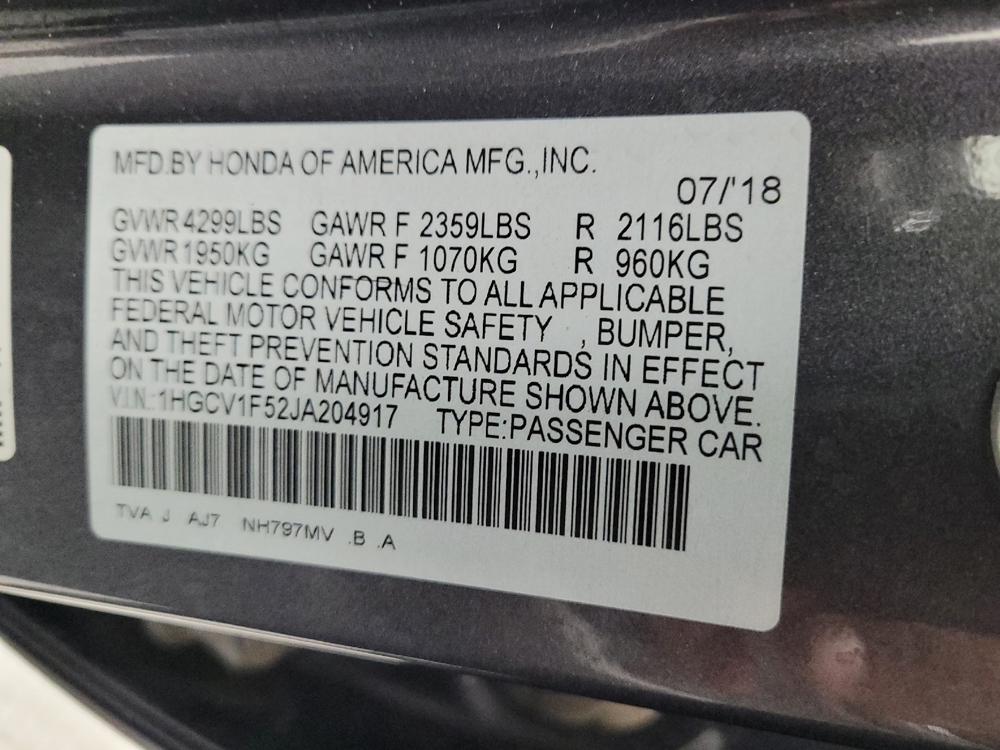 MFD.BY HONDA OF AMERICA MFG.,INC.
07/'18
GVWR 4299LBS GAWR F 2359LBS R 2116LBS
GVWR 1950KG GAWR F 1070KG R 960KG
THIS VEHICLE CONFORMS TO ALL APPLICABLE
FEDERAL MOTOR VEHICLE SAFETY , BUMPER,
AND THEFT PREVENTION STANDARDS IN EFFECT
ON THE DATE OF MANUFACTURE SHOWN ABOVE.
V.I.N.:1HGCV1F52JA204917 TYPE:PASSENGER CAR
TVA J AJ7 NH797MV .B .A